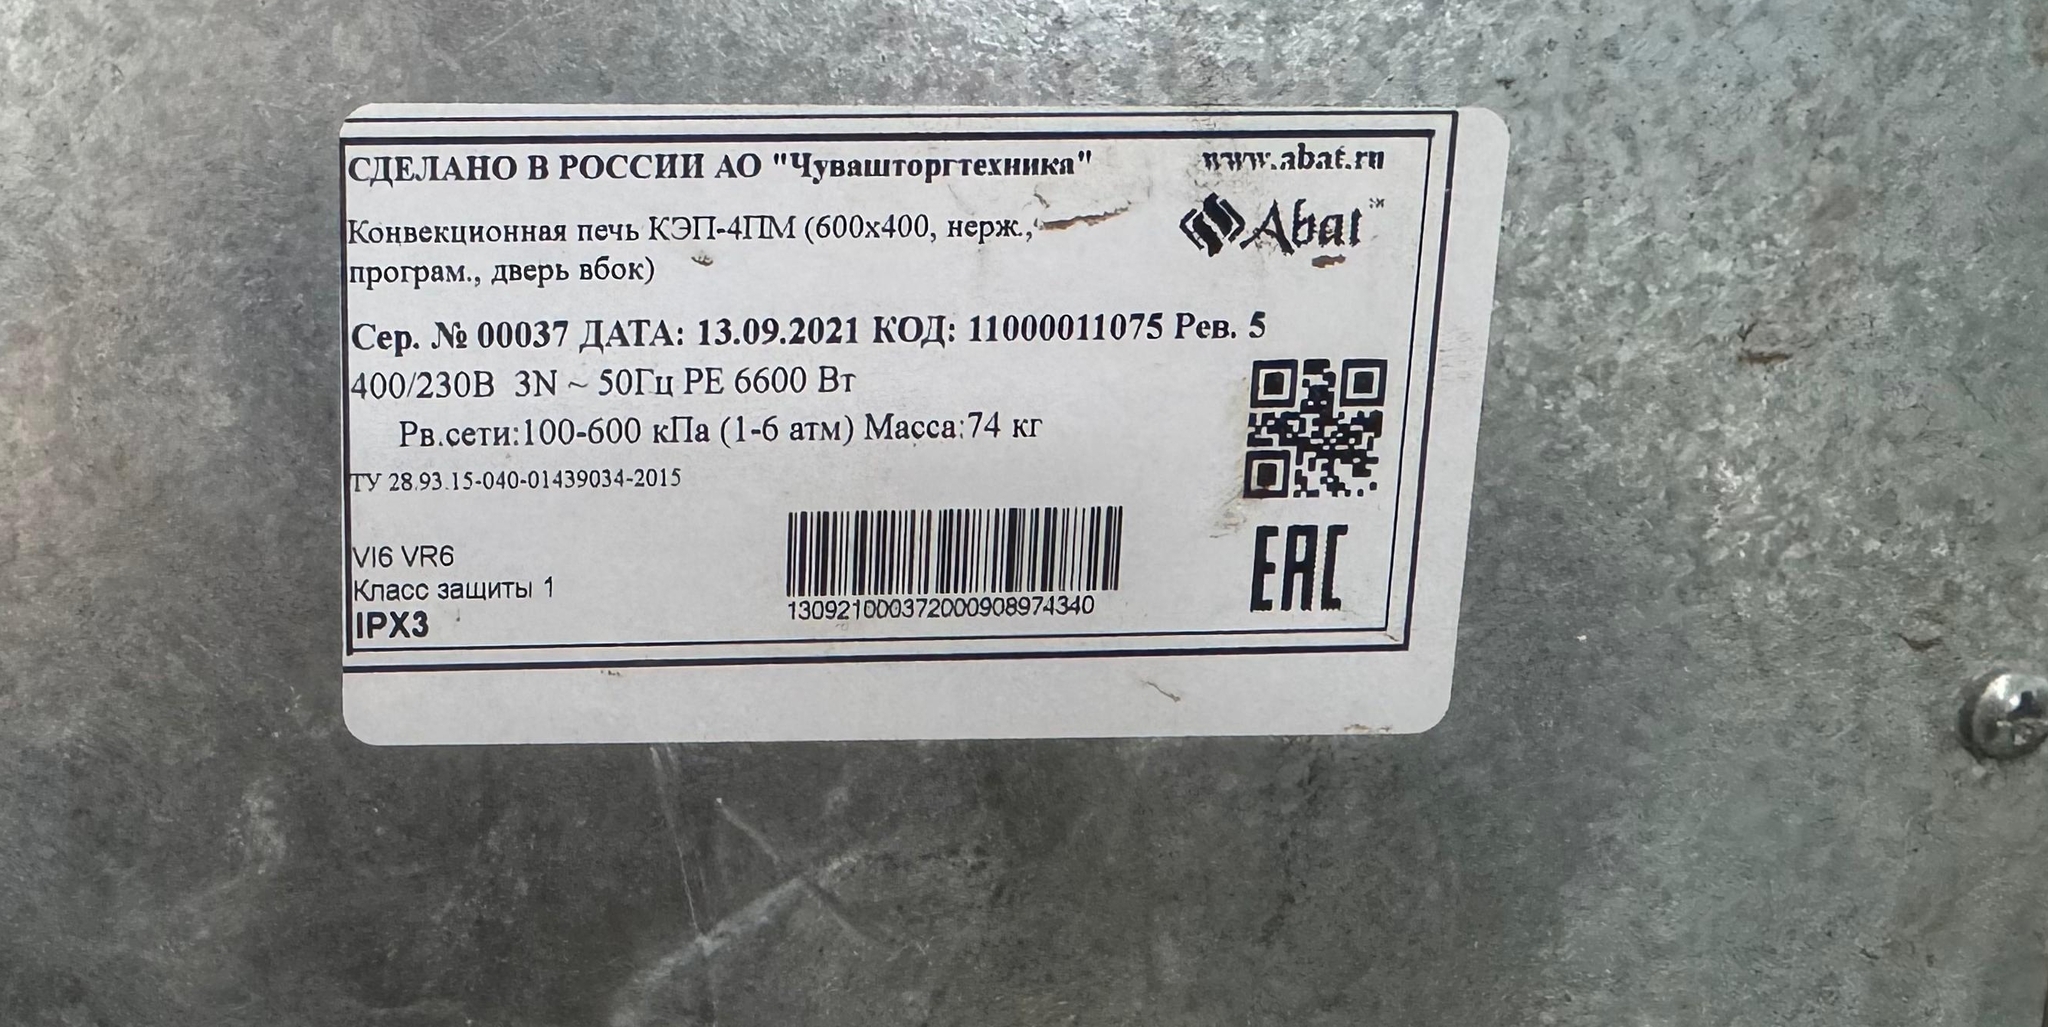 СДЕЛАНО В РОССИИ АО "Чувашторгтехника"
www.abat.ru
Конвекционная печь КЭП-4ПМ (600х400, нерж.,
програм., дверь вбок)
Abat™
Сер. № 00037 ДАТА: 13.09.2021 КОД: 11000011075 Рев. 5
400/230В 3N ~ 50Гц PE 6600 Вт
Рв.сети:100-600 кПа (1-6 атм) Масса:74 кг
ТУ 28.93.15-040-01439034-2015
VI6 VR6
Класс защиты 1
IPX3
130921000372000908974340
EAC